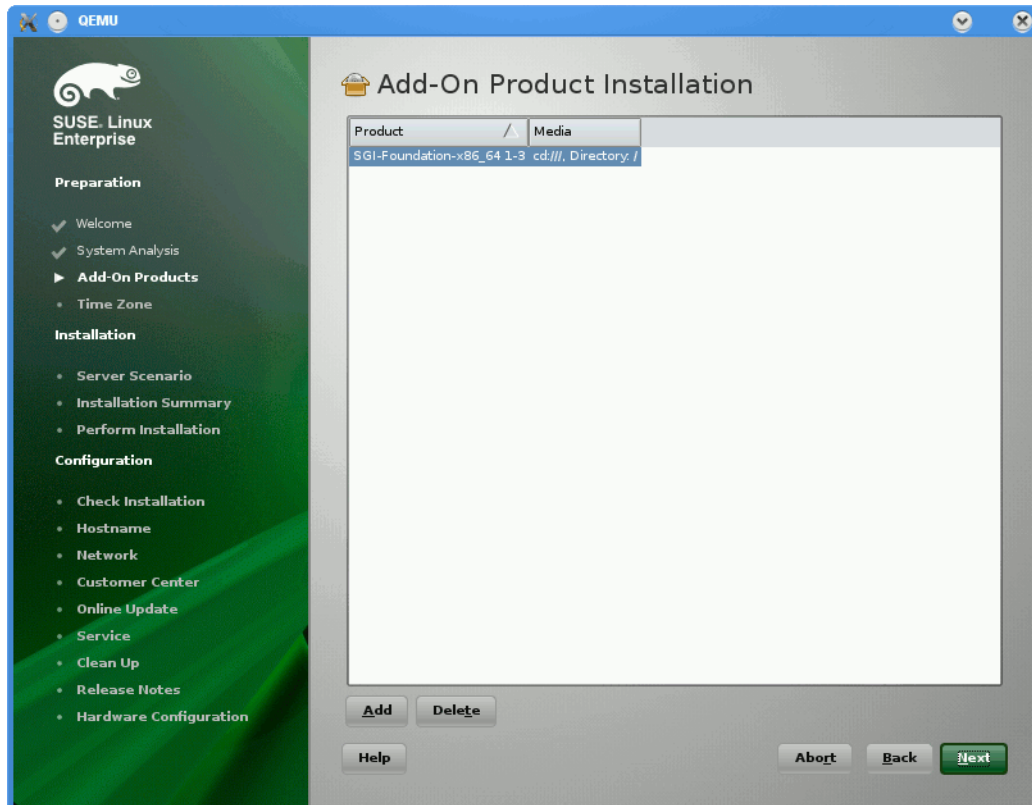 QEMU
SUSE. Linux
Enterprise
Preparation
Welcome
System Analysis
Add-On Products
Time Zone
Installation
Server Scenario
Installation Summary
Perform Installation
Configuration
Check Installation
Hostname
Network
Customer Center
Online Update
Service
Clean Up
Release Notes
Hardware Configuration
Add-On Product Installation
Product Media
SGI-Foundation-x86_64 1-3 cd:///, Directory: /
Add Delete
Help Abort Back Next